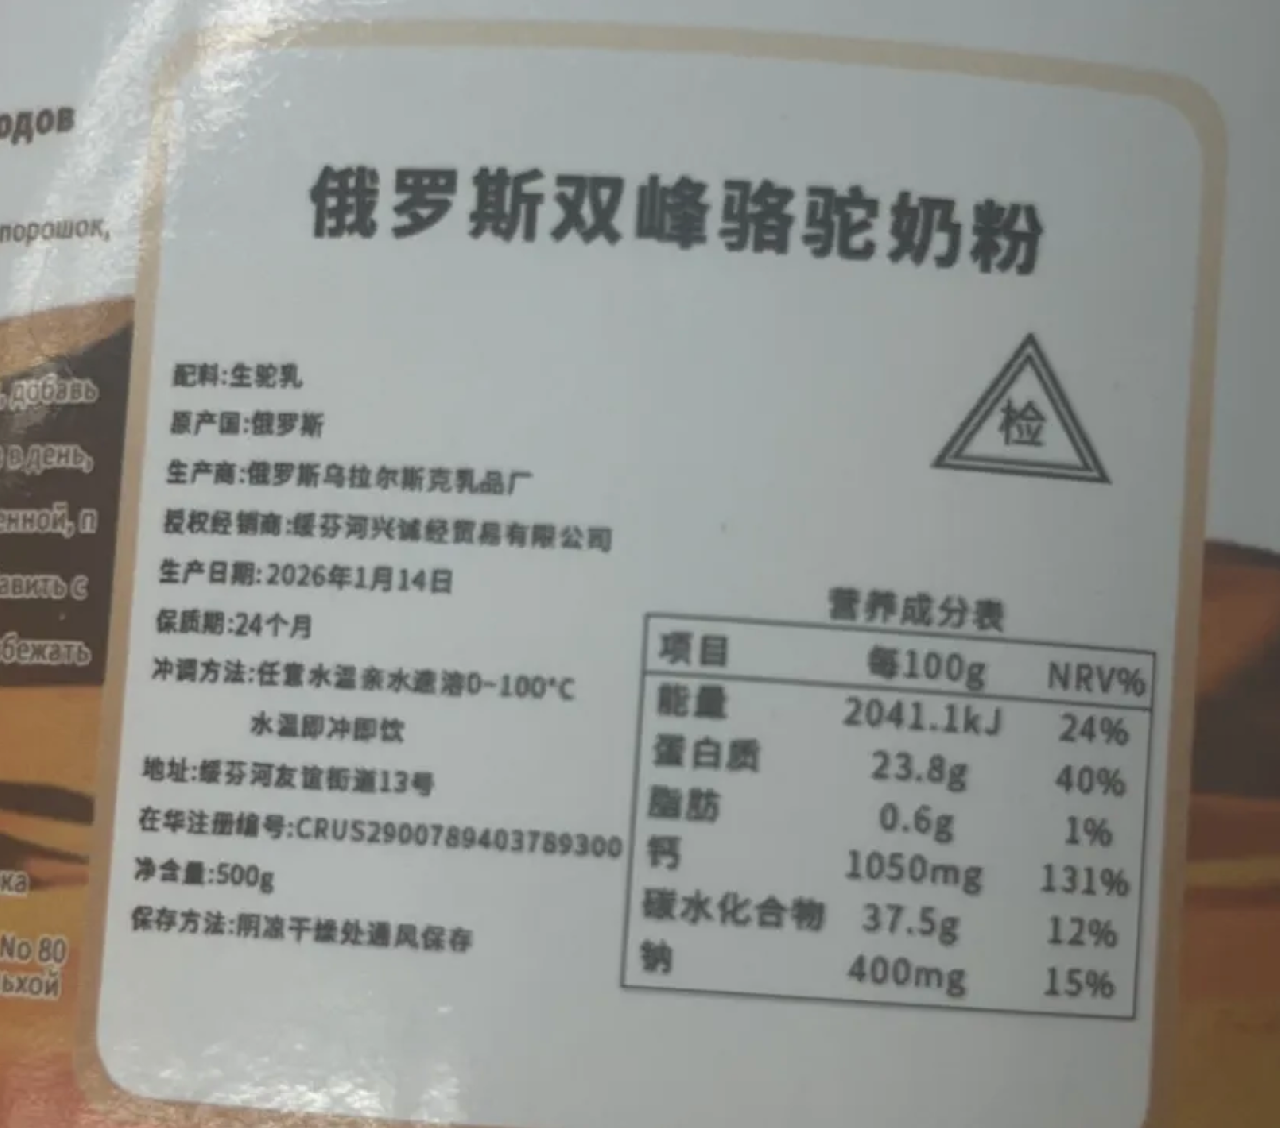 одов
порошок,
добавь
в день,
енной, п
авить с
бежать
ка
No 80
ьхой
俄罗斯双峰骆驼奶粉
检
配料:生驼乳
原产国:俄罗斯
生产商:俄罗斯乌拉尔斯克乳品厂
授权经销商:绥芬河兴诚经贸易有限公司
生产日期:2026年1月14日
保质期:24个月
冲调方法:任意水温亲水速溶0-100°C
水温即冲即饮
地址:绥芬河友谊街道13号
在华注册编号:CRUS2900789403789300
净含量:500g
保存方法:阴凉干燥处通风保存
营养成分表
项目 每100g NRV%
能量 2041.1kJ 24%
蛋白质 23.8g 40%
脂肪 0.6g 1%
钙 1050mg 131%
碳水化合物 37.5g 12%
钠 400mg 15%